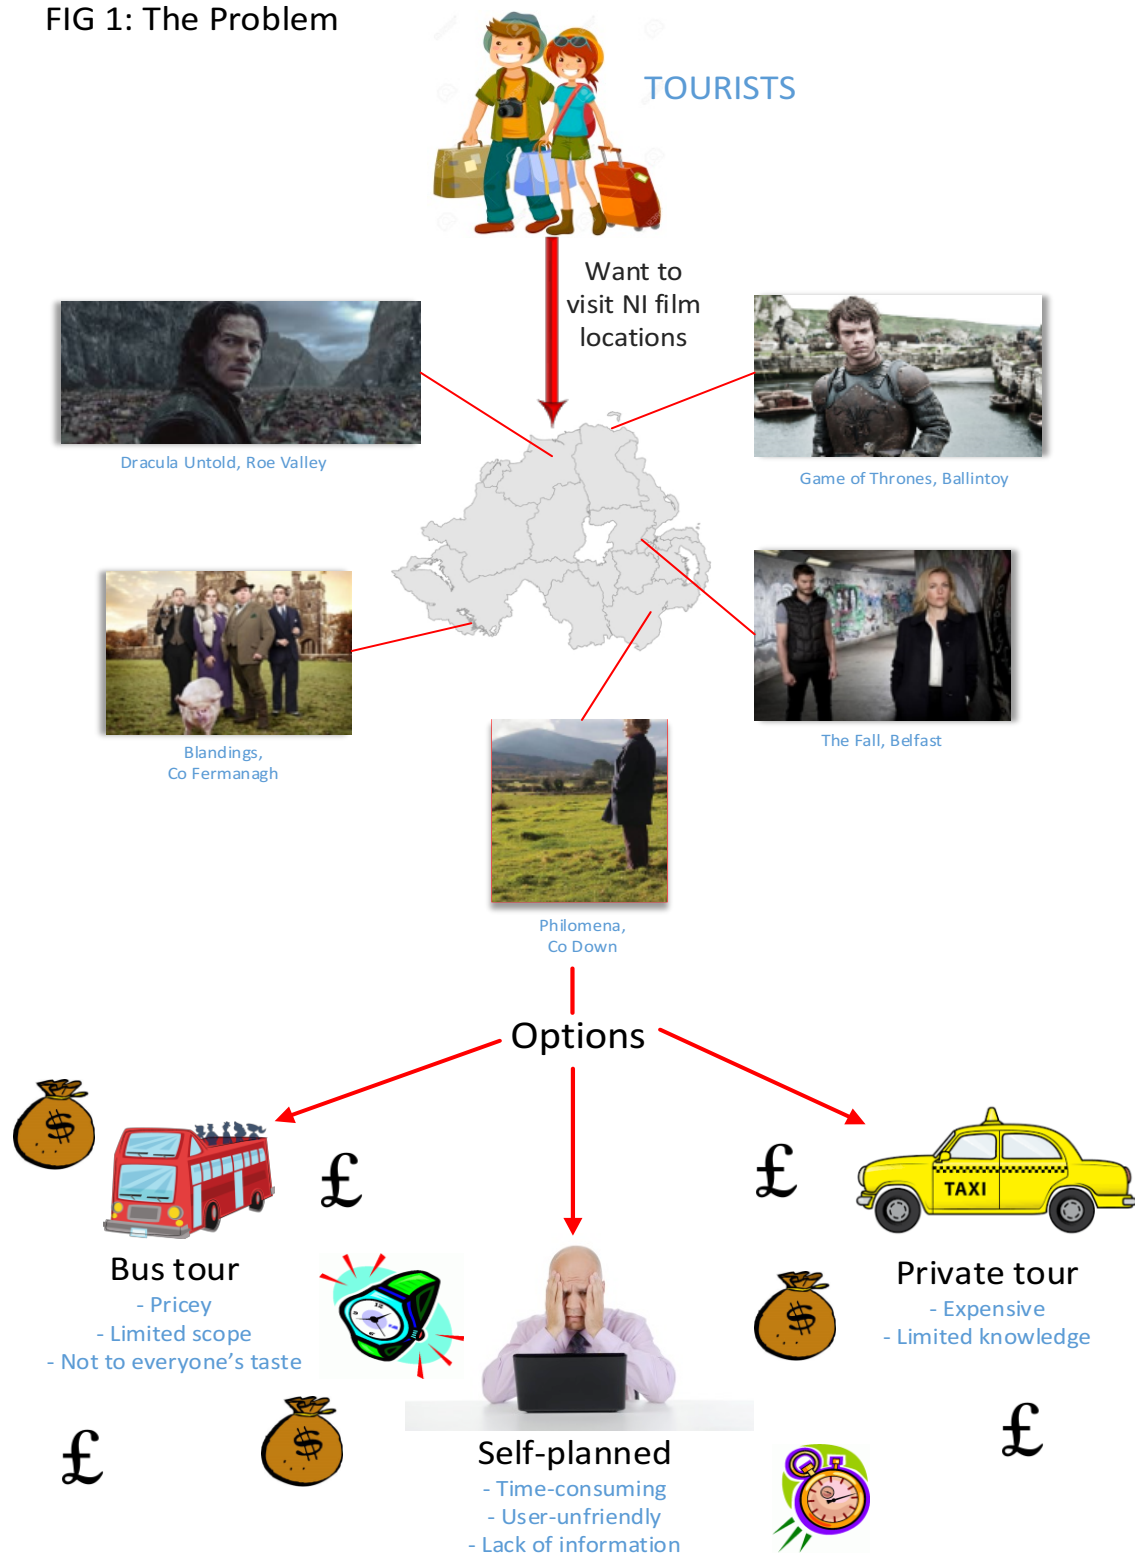 FIG 1: The Problem
TOURISTS
Want to
visit NI film
locations
Dracula Untold, Roe Valley
Game of Thrones, Ballintoy
Blandings,
Co Fermanagh
The Fall, Belfast
Philomena,
Co Down
Options
$
£
£
TAXI
Bus tour
- Pricey
- Limited scope
- Not to everyone's taste
Private tour
- Expensive
- Limited knowledge
$
$
£
£
Self-planned
- Time-consuming
- User-unfriendly
- Lack of information